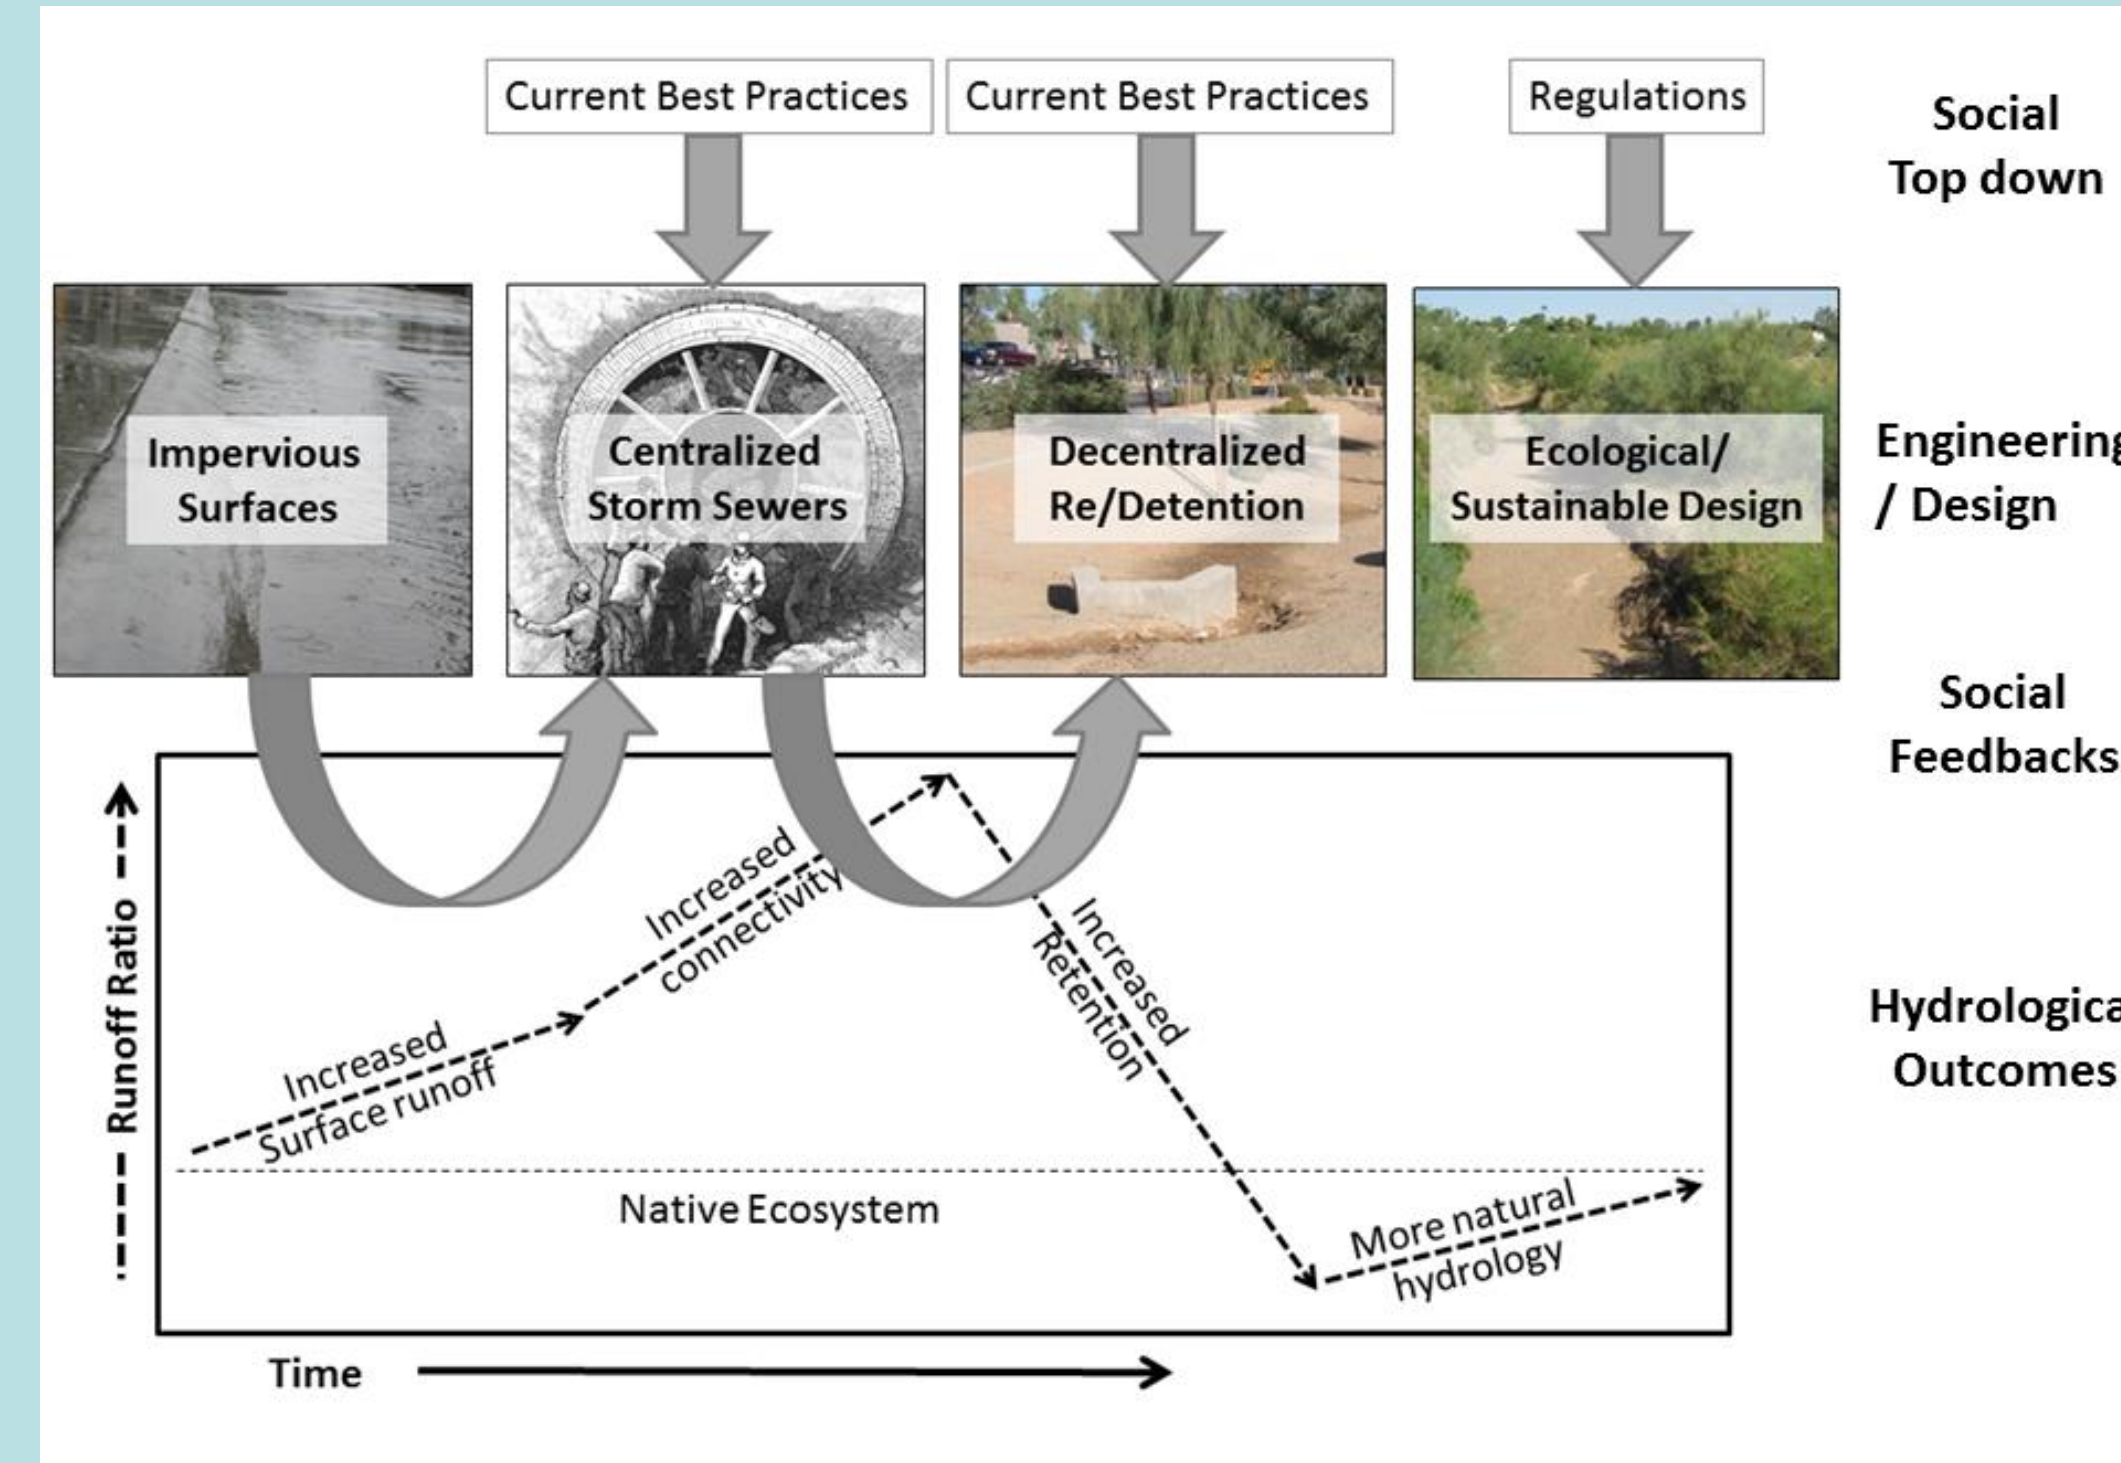 Current Best Practices
Current Best Practices
Regulations
Social
Top down
Impervious
Surfaces
Centralized
Storm Sewers
Decentralized
Re/Detention
Ecological/
Sustainable Design
Engineering
/ Design
Social
Feedbacks
Runoff Ratio
Increased
Surface runoff
Increased
connectivity
Increased
Retention
More natural
hydrology
Native Ecosystem
Hydrologica
Outcomes
Time